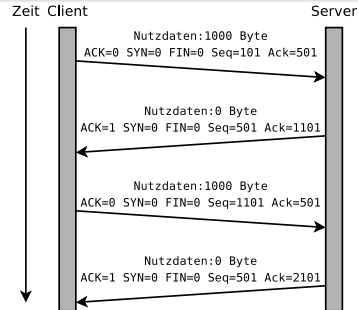 Zeit Client Server
Nutzdaten:1000 Byte
ACK=0 SYN=0 FIN=0 Seq=101 Ack=501
Nutzdaten:0 Byte
ACK=1 SYN=0 FIN=0 Seq=501 Ack=1101
Nutzdaten:1000 Byte
ACK=0 SYN=0 FIN=0 Seq=1101 Ack=501
Nutzdaten:0 Byte
ACK=1 SYN=0 FIN=0 Seq=501 Ack=2101